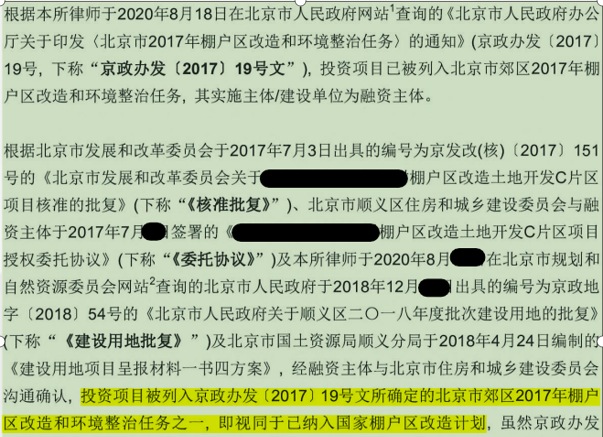 根据本所律师于2020年8月18日在北京市人民政府网站1查询的《北京市人民政府办公
厅关于印发〈北京市2017年棚户区改造和环境整治任务〉的通知》(京政办发〔2017〕
19号, 下称“京政办发〔2017〕19号文”), 投资项目已被列入北京市郊区2017年棚
户区改造和环境整治任务, 其实施主体/建设单位为融资主体。
根据北京市发展和改革委员会于2017年7月3日出具的编号为京发改(核)〔2017〕151
号的《北京市发展和改革委员会关于棚户区改造土地开发C片区
项目核准的批复》(下称“《核准批复》”)、北京市顺义区住房和城乡建设委员会与融
资主体于2017年7月签署的《棚户区改造土地开发C片区项目
授权委托协议》(下称“《委托协议》”)及本所律师于2020年8月在北京市规划和
自然资源委员会网站2查询的北京市人民政府于2018年12月出具的编号为京政地
字〔2018〕54号的《北京市人民政府关于顺义区二〇一八年度批次建设用地的批复》
(下称“《建设用地批复》”)及北京市国土资源局顺义分局于2018年4月24日编制的
《建设用地项目呈报材料一书四方案》, 经融资主体与北京市住房和城乡建设委员会
沟通确认, 投资项目被列入京政办发〔2017〕19号文所确定的北京市郊区2017年棚户
区改造和环境整治任务之一, 即视同于已纳入国家棚户区改造计划, 虽然京政办发